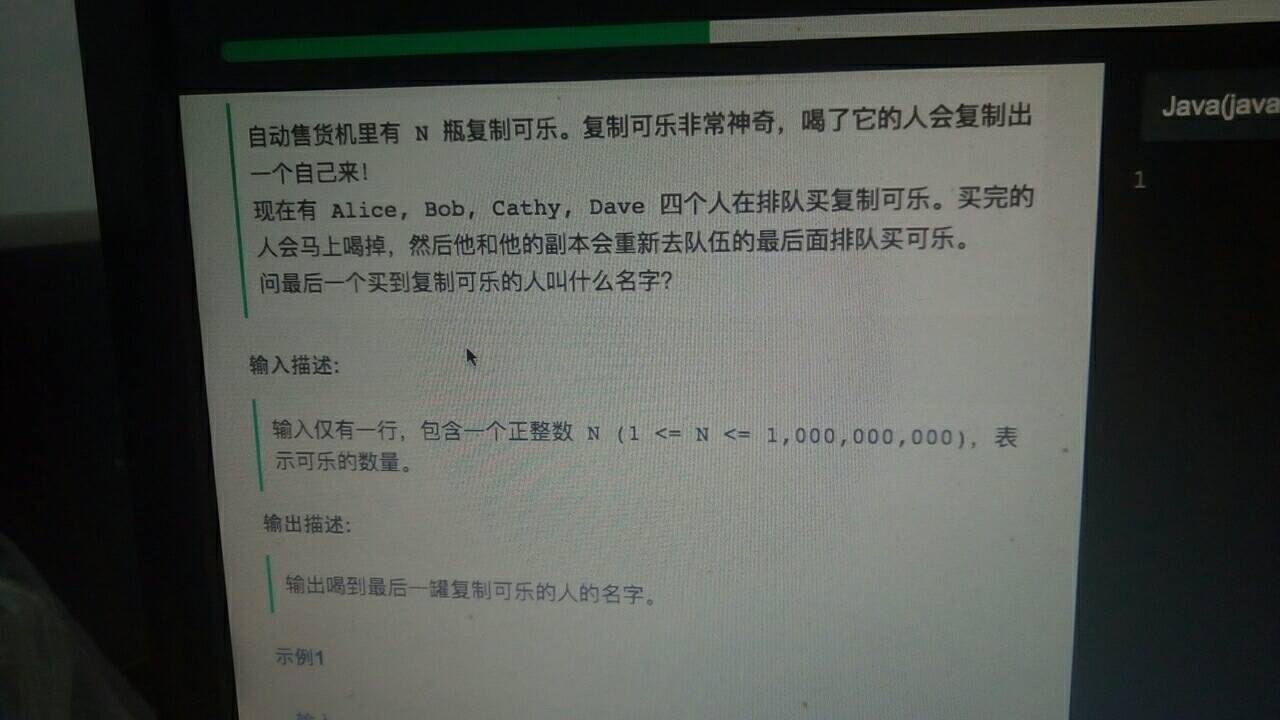 自动售货机里有 N 瓶复制可乐。复制可乐非常神奇，喝了它的人会复制出
一个自己来！
现在有 Alice, Bob, Cathy, Dave 四个人在排队买复制可乐。买完的
人会马上喝掉，然后他和他的副本会重新去队伍的最后面排队买可乐。
问最后一个买到复制可乐的人叫什么名字？
输入描述:
输入仅有一行，包含一个正整数 N (1 <= N <= 1,000,000,000)，表
示可乐的数量。
输出描述:
输出喝到最后一罐复制可乐的人的名字。
示例1
Java(java
1